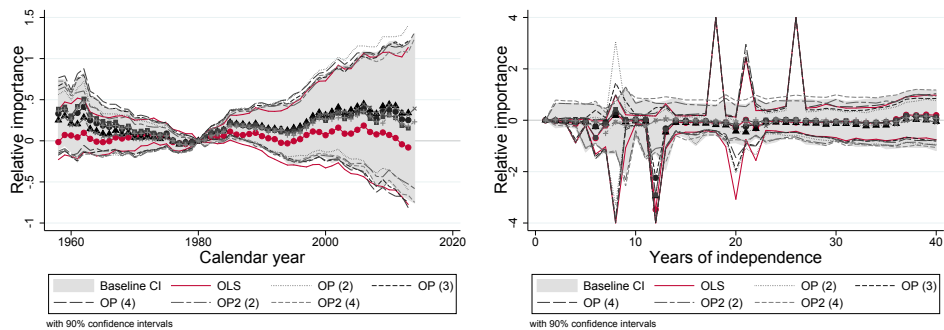 Relative importance
1.5
1
.5
0
-.5
-1
1960
1980
2000
2020
Calendar year
Baseline CI
OLS
OP (2)
OP (3)
OP (4)
OP2 (2)
OP2 (4)
with 90% confidence intervals
Relative importance
4
2
0
-2
-4
0
10
20
30
40
Years of independence
Baseline CI
OLS
OP (2)
OP (3)
OP (4)
OP2 (2)
OP2 (4)
with 90% confidence intervals